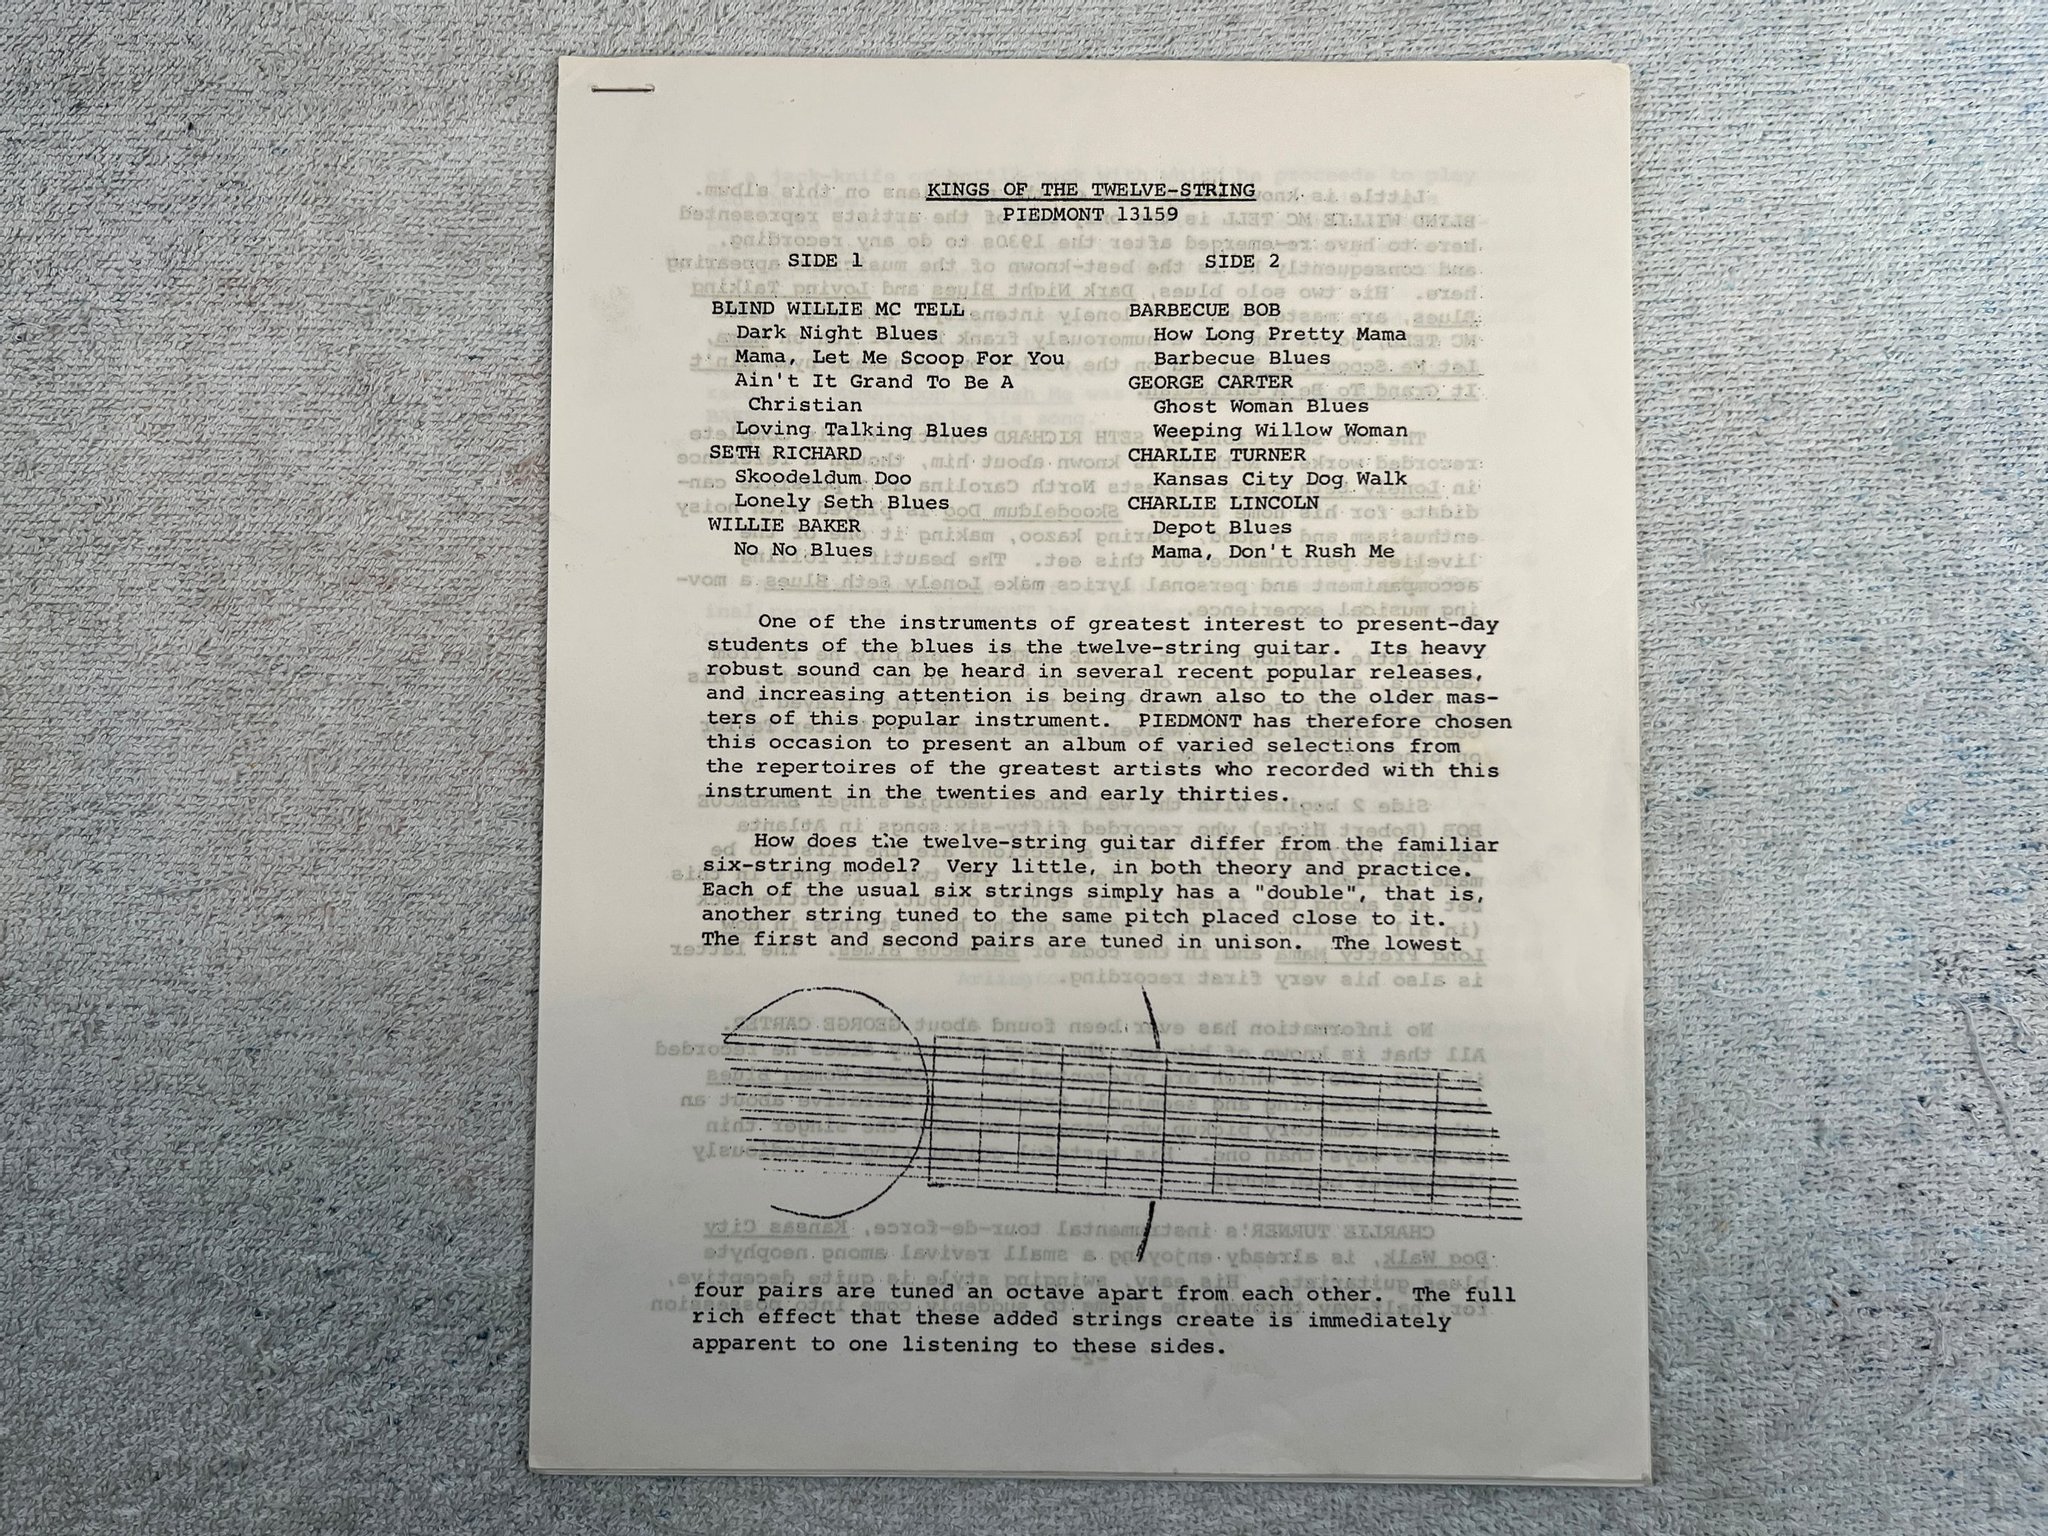 KINGS OF THE TWELVE-STRING
PIEDMONT 13159
SIDE 1
BLIND WILLIE MC TELL
Dark Night Blues
Mama, Let Me Scoop For You
Ain't It Grand To Be A
Christian
Loving Talking Blues
SETH RICHARD
Skoodeldum Doo
Lonely Seth Blues
WILLIE BAKER
No No Blues
SIDE 2
BARBECUE BOB
How Long Pretty Mama
Barbecue Blues
GEORGE CARTER
Ghost Woman Blues
Weeping Willow Woman
CHARLIE TURNER
Kansas City Dog Walk
CHARLIE LINCOLN
Depot Blues
Mama, Don't Rush Me
One of the instruments of greatest interest to present-day
students of the blues is the twelve-string guitar. Its heavy
robust sound can be heard in several recent popular releases,
and increasing attention is being drawn also to the older mas-
ters of this popular instrument. PIEDMONT has therefore chosen
this occasion to present an album of varied selections from
the repertoires of the greatest artists who recorded with this
instrument in the twenties and early thirties.
How does the twelve-string guitar differ from the familiar
six-string model? Very little, in both theory and practice.
Each of the usual six strings simply has a "double", that is,
another string tuned to the same pitch placed close to it.
The first and second pairs are tuned in unison. The lowest
four pairs are tuned an octave apart from each other. The full
rich effect that these added strings create is immediately
apparent to one listening to these sides.